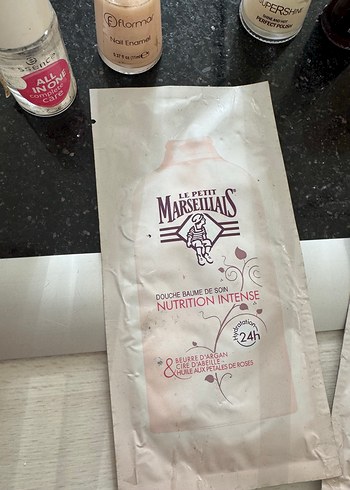 essence
ALL
IN ONE
complete
care
flormar
Nail Enamel
SUPERSHINE
PERFECT POLISH
LE PETIT
MARSEILLAIS
DOUCHE BAUME DE SOIN
NUTRITION INTENSE
Hydratation
24h
& BEURRE D'ARGAN
CIRE D'ABEILLE -
HUILE AUX PÉTALES DE ROSES